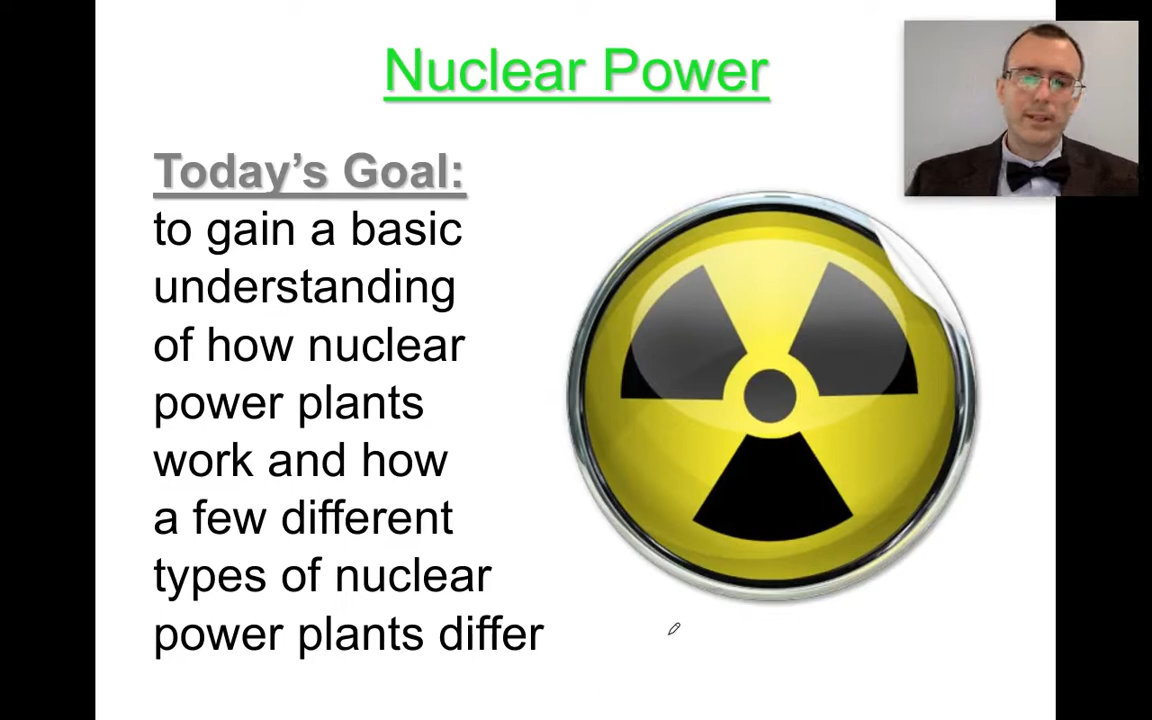 Nuclear Power
Today’s Goal:
to gain a basic
understanding
of how nuclear
power plants
work and how
a few different
types of nuclear
power plants differ